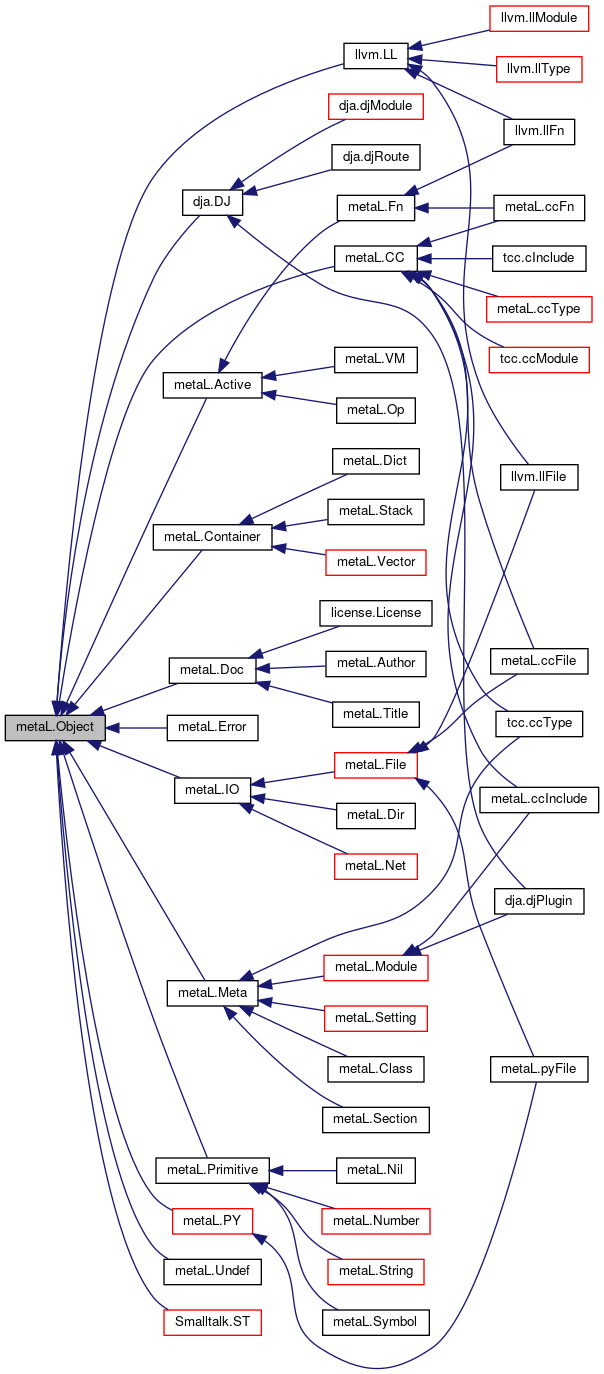 llvm.llModule
llvm.LL
llvm.llType
dja.djModule
llvm.llFn
dja.djRoute
dja.DJ
metaL.Fn
metaL.ccFn
metaL.CC
tcc.cInclude
metaL.ccType
metaL.VM
tcc.ccModule
metaL.Active
metaL.Op
metaL.Dict
llvm.llFile
metaL.Stack
metaL.Container
metaL.Vector
license.License
metaL.Doc
metaL.Author
metaL.ccFile
metaL.Title
metaL.Object
metaL.Error
tcc.ccType
metaL.File
metaL.IO
metaL.ccInclude
metaL.Dir
metaL.Net
dja.djPlugin
metaL.Module
metaL.Meta
metaL.Setting
metaL.Class
metaL.pyFile
metaL.Section
metaL.Primitive
metaL.Nil
metaL.PY
metaL.Number
metaL.Undef
metaL.String
Smalltalk.ST
metaL.Symbol